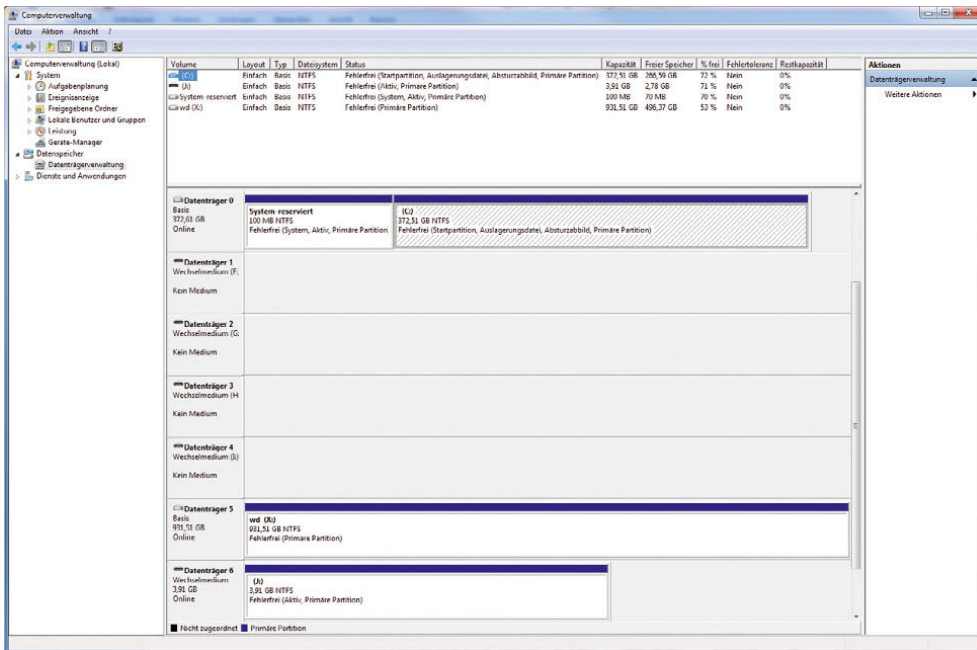 Computerverwaltung
Datei Aktion Ansicht ?
Computerverwaltung (Lokal)
System
Aufgabenplanung
Ereignisanzeige
Freigegebene Ordner
Lokale Benutzer und Gruppen
Leistung
Geräte-Manager
Datenspeicher
Datenträgerverwaltung
Dienste und Anwendungen
Volume Layout Typ Dateisystem Status Kapazität Freier Speicher % frei Fehlertoleranz Restkapazität
(C:) Einfach Basis NTFS Fehlerfrei (Startpartition, Auslagerungsdatei, Absturzabbild, Primäre Partition) 372,51 GB 266,59 GB 72 % Nein 0%
(J:) Einfach Basis NTFS Fehlerfrei (Aktiv, Primäre Partition) 3,91 GB 2,78 GB 71 % Nein 0%
System-reserviert Einfach Basis NTFS Fehlerfrei (System, Aktiv, Primäre Partition) 100 MB 70 MB 70 % Nein 0%
wd (X:) Einfach Basis NTFS Fehlerfrei (Primäre Partition) 931,51 GB 496,37 GB 53 % Nein 0%
Datenträger 0
Basis
372,61 GB
Online
System-reserviert
100 MB NTFS
Fehlerfrei (System, Aktiv, Primäre Partition
(C:)
372,51 GB NTFS
Fehlerfrei (Startpartition, Auslagerungsdatei, Absturzabbild, Primäre Partition)
Datenträger 1
Wechselmedium (F:
Kein Medium
Datenträger 2
Wechselmedium (G:
Kein Medium
Datenträger 3
Wechselmedium (H
Kein Medium
Datenträger 4
Wechselmedium (I:)
Kein Medium
Datenträger 5
Basis
931,51 GB
Online
wd (X:)
931,51 GB NTFS
Fehlerfrei (Primäre Partition)
Datenträger 6
Wechselmedium
3,91 GB
Online
(J:)
3,91 GB NTFS
Fehlerfrei (Aktiv, Primäre Partition)
Nicht zugeordnet Primäre Partition
Aktionen
Datenträgerverwaltung
Weitere Aktionen